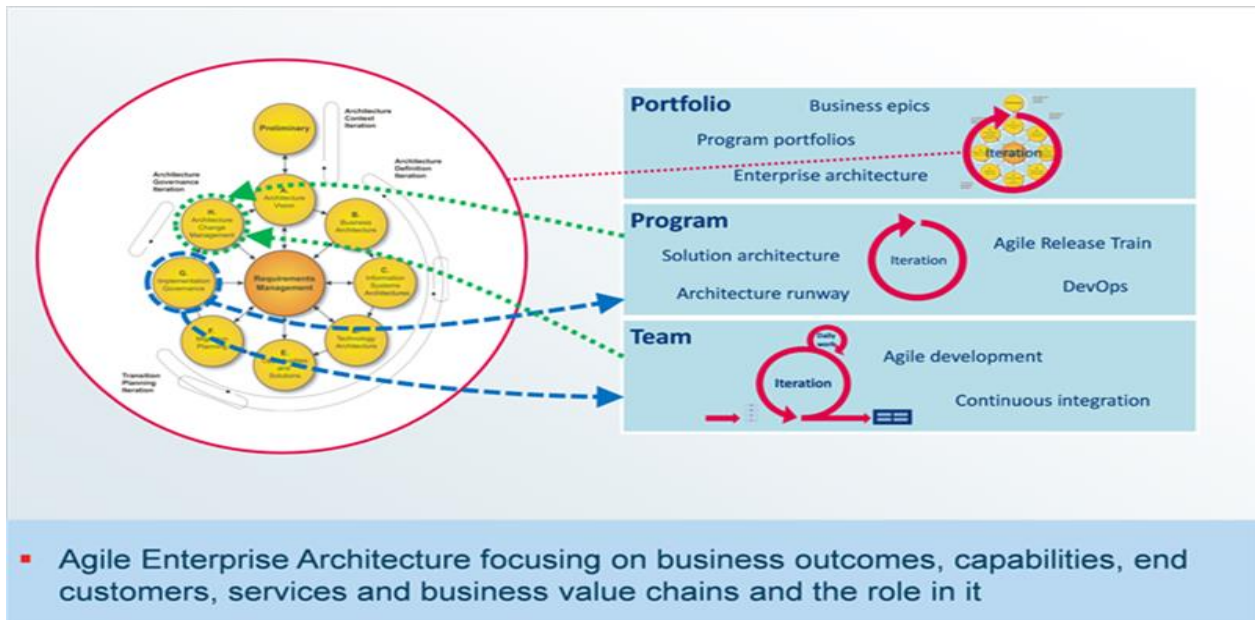 Preliminary
Architecture
Context
Iteration
Architecture
Definition
Iteration
Architecture
Governance
Iteration
A.
Architecture
Vision
H.
Architecture
Change
Management
B.
Business
Architecture
G.
Implementation
Governance
Requirements
Management
C.
Information
Systems
Architectures
F.
Planning
Technology
Architecture
E.
and
Solutions
Transition
Planning
Iteration
Portfolio
Business epics
Program portfolios
Enterprise architecture
Iteration
Program
Solution architecture
Architecture runway
Iteration
Agile Release Train
DevOps
Team
Daily
work
Iteration
Agile development
Continuous integration
▪ Agile Enterprise Architecture focusing on business outcomes, capabilities, end
customers, services and business value chains and the role in it